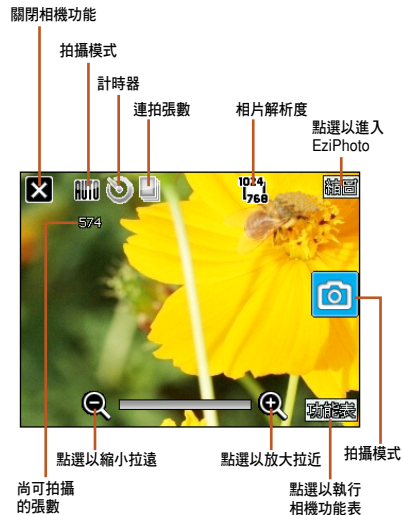 關閉相機功能
拍攝模式
計時器
連拍張數
相片解析度
點選以進入
EziPhoto
AUTO
1024
768
縮圖
574
功能表
點選以縮小拉遠
點選以放大拉近
拍攝模式
尚可拍攝
的張數
點選以執行
相機功能表